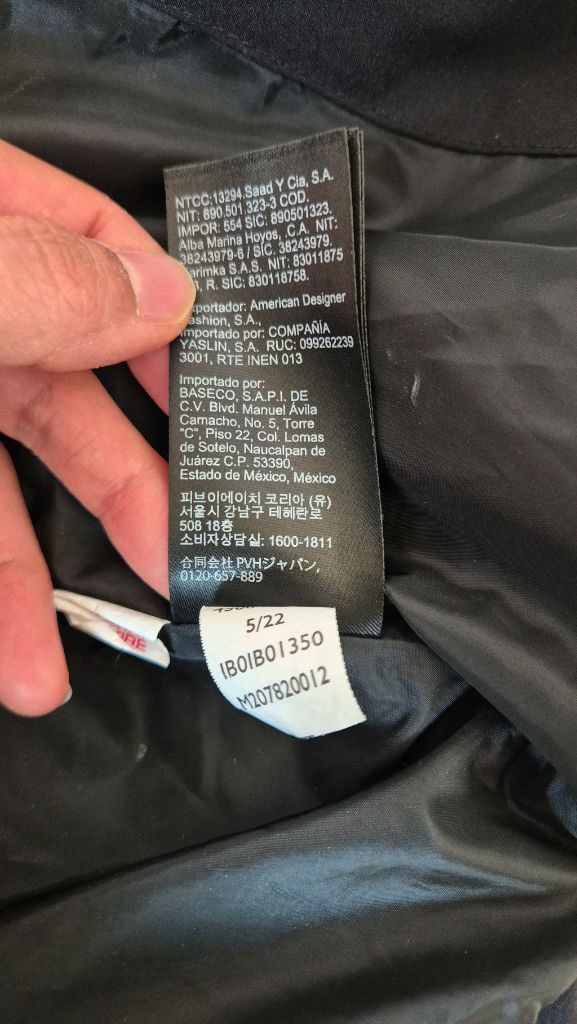 NTCC:13294.Saad Y Cia, S.A.
NIT: 890.501.323-3 COD.
IMPOR: 554 SIC: 890501323.
Alba Marina Hoyos, C.A. NIT:
38243979-6 / SIC. 38243979.
arimka S.A.S. NIT: 83011875
, R. SIC: 830118758.
xportador: American Designer
ashion, S.A.,
mportado por: COMPAÑÍA
YASLIN, S.A. RUC: 099262239
3001, RTE INEN 013
Importado por:
BASECO, S.A.P.I. DE
C.V. Blvd. Manuel Ávila
Camacho, No. 5, Torre
"C", Piso 22, Col. Lomas
de Sotelo, Naucalpan de
Juárez C.P. 53390,
Estado de México, México
피브이에이치 코리아 (유)
서울시 강남구 테헤란로
508 18층
소비자상담실: 1600-1811
合同会社 PVHジャパン,
0120-657-889
5/22
IB0IB01350
M207820012